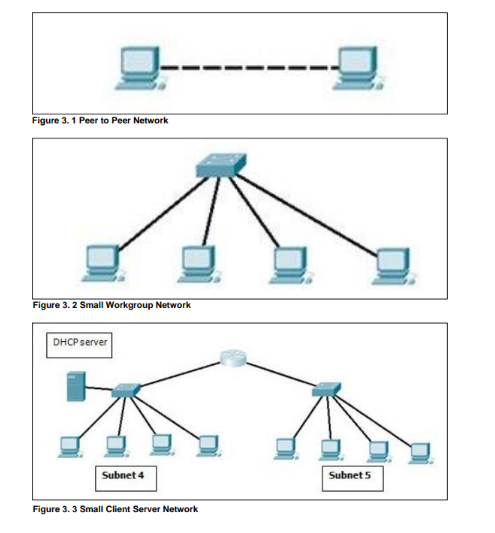 Figure 3. 1 Peer to Peer Network
Figure 3. 2 Small Workgroup Network
DHCP server
Subnet 4
Subnet 5
Figure 3. 3 Small Client Server Network